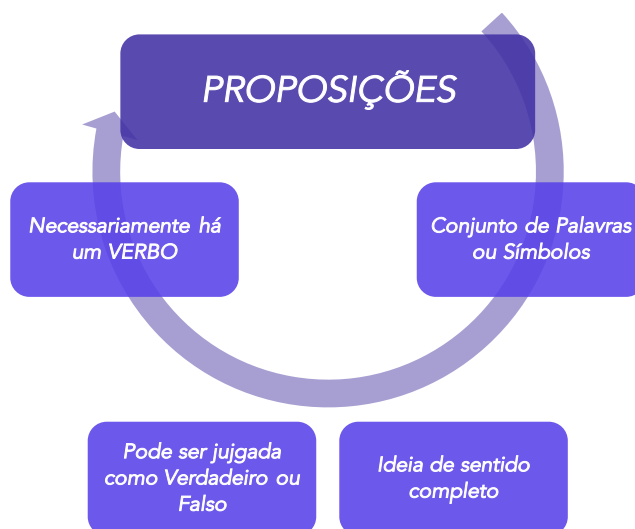 PROPOSIÇÕES
Necessariamente há
um VERBO
Conjunto de Palavras
ou Símbolos
Pode ser jujgada
como Verdadeiro ou
Falso
Ideia de sentido
completo